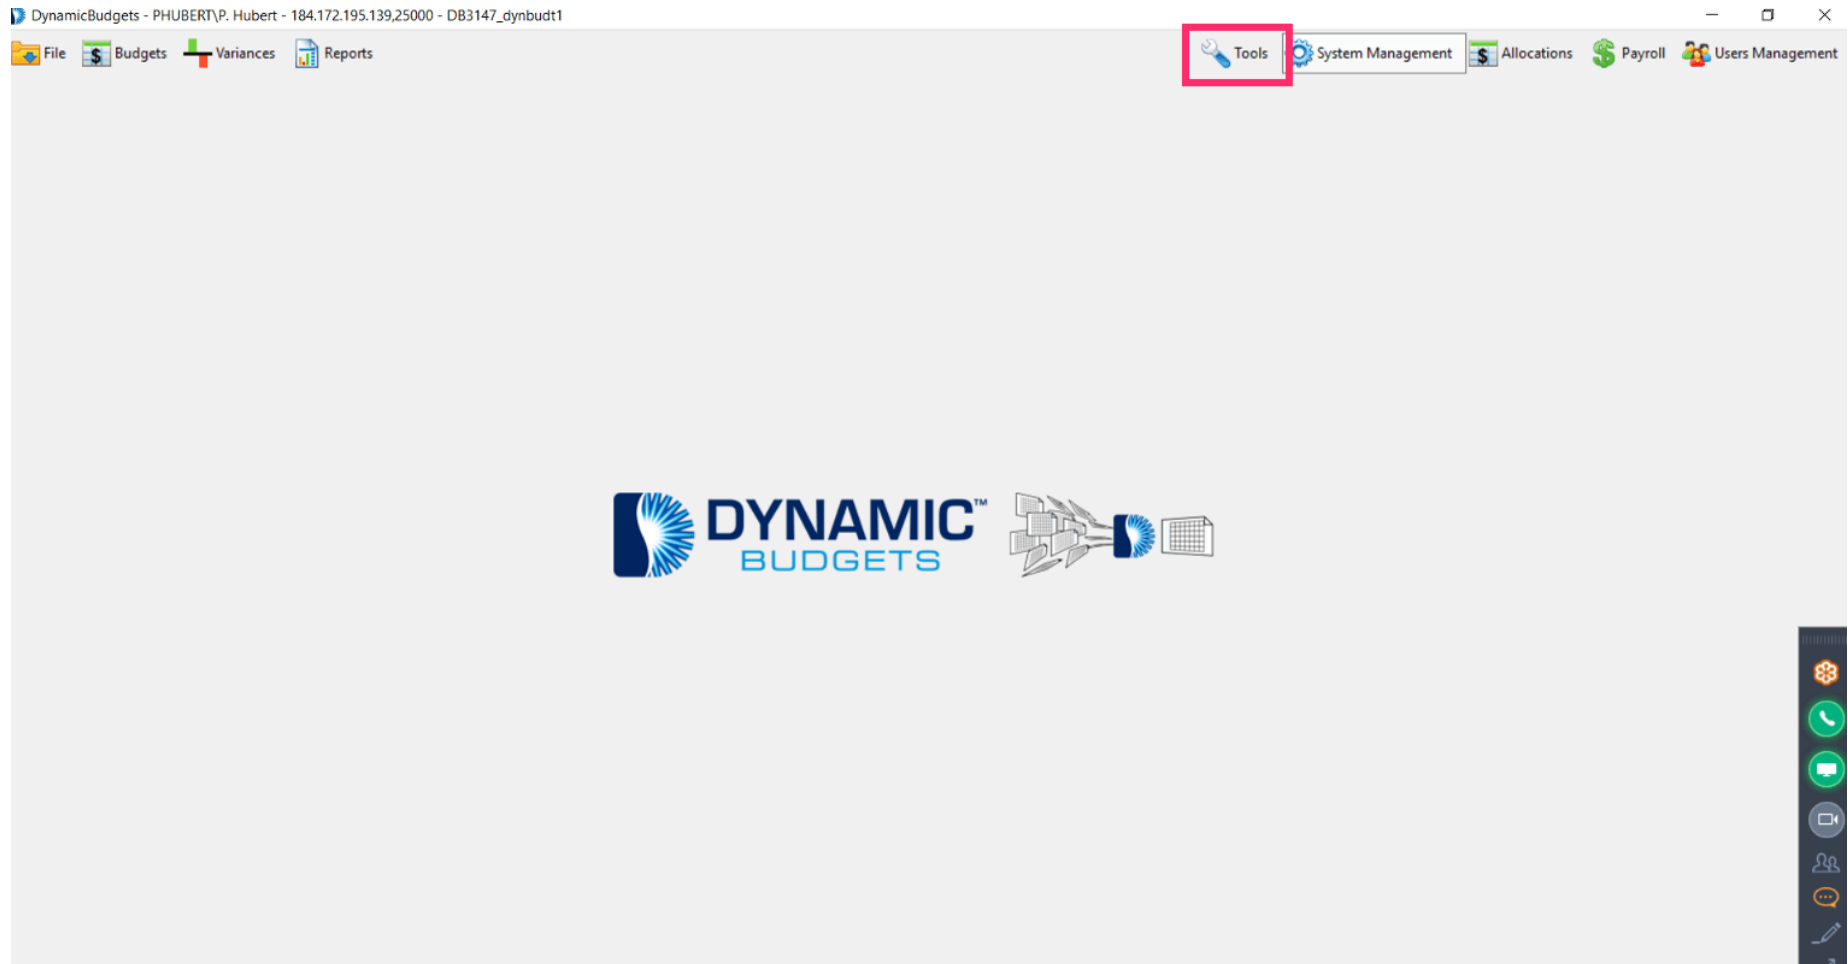 DynamicBudgets - PHUBERT\P. Hubert - 184.172.195.139,25000 - DB3147_dynbudt1
File Budgets Variances Reports Tools System Management Allocations Payroll Users Management
DYNAMIC™
BUDGETS